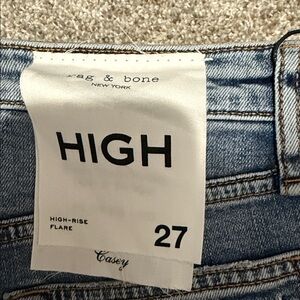 rag & bone
NEW YORK
HIGH
HIGH-RISE
FLARE
27
Casey